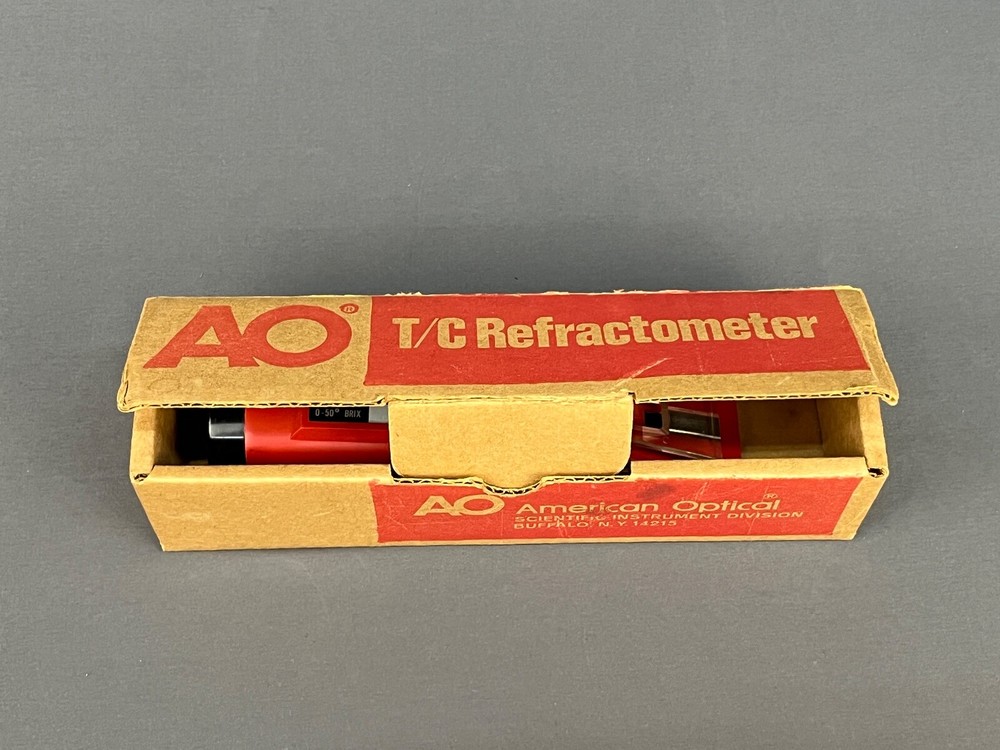 AO®
T/C Refractometer
0-50° BRIX
AO American Optical®
SCIENTIFIC INSTRUMENT DIVISION
BUFFALO, N.Y. 14215